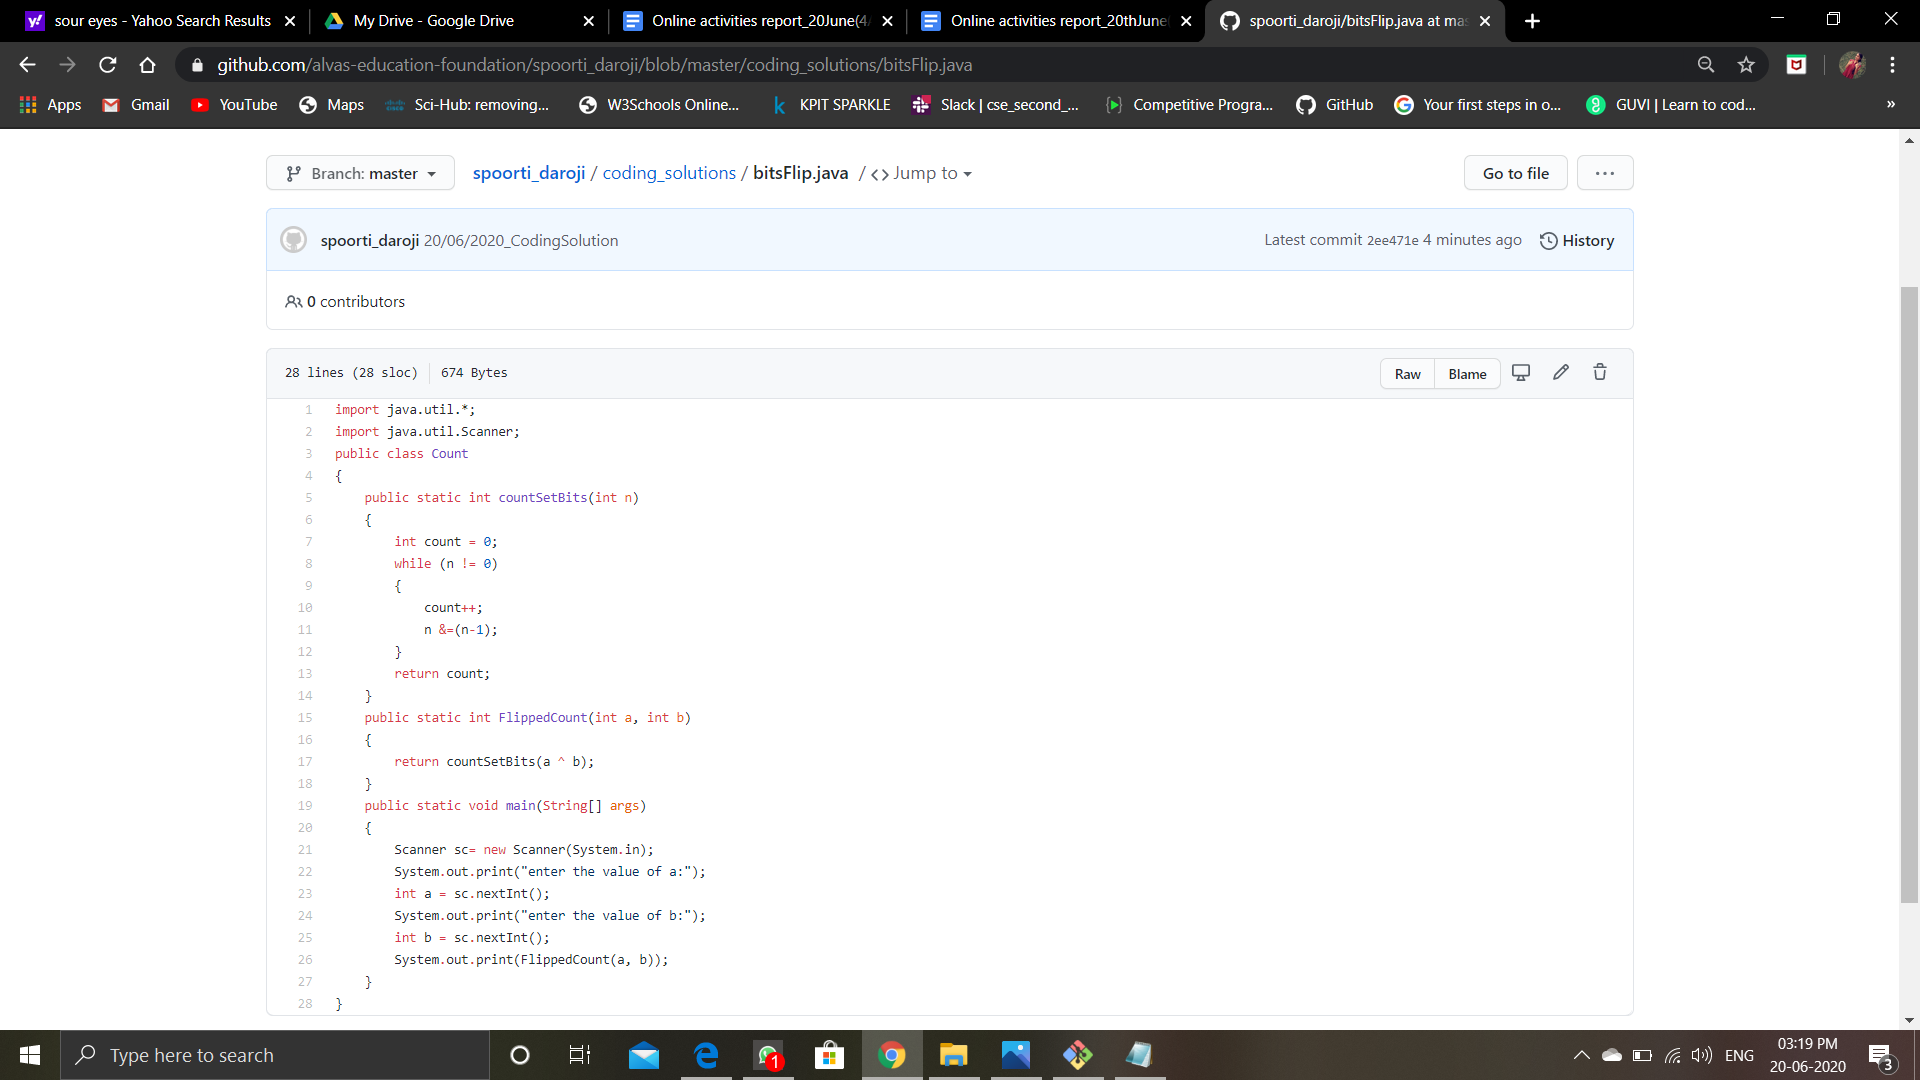 sour eyes - Yahoo Search Results
My Drive - Google Drive
Online activities report_20June(4/
Online activities report_20thJune(
spoorti_daroji/bitsFlip.java at mas
github.com/alvas-education-foundation/spoorti_daroji/blob/master/coding_solutions/bitsFlip.java
Apps
Gmail
YouTube
Maps
Sci-Hub: removing...
W3Schools Online...
KPIT SPARKLE
Slack | cse_second_...
Competitive Progra...
GitHub
Your first steps in o...
GUVI | Learn to cod...
»
Branch: master
spoorti_daroji / coding_solutions / bitsFlip.java / <> Jump to
Go to file
...
spoorti_daroji 20/06/2020_CodingSolution
Latest commit 2ee471e 4 minutes ago
History
0 contributors
28 lines (28 sloc) | 674 Bytes
Raw
Blame
1 import java.util.*;
2 import java.util.Scanner;
3 public class Count
4 {
5 public static int countSetBits(int n)
6 {
7 int count = 0;
8 while (n != 0)
9 {
10 count++;
11 n &=(n-1);
12 }
13 return count;
14 }
15 public static int FlippedCount(int a, int b)
16 {
17 return countSetBits(a ^ b);
18 }
19 public static void main(String[] args)
20 {
21 Scanner sc= new Scanner(System.in);
22 System.out.print("enter the value of a:");
23 int a = sc.nextInt();
24 System.out.print("enter the value of b:");
25 int b = sc.nextInt();
26 System.out.print(FlippedCount(a, b));
27 }
28 }
Type here to search
1
ENG
03:19 PM
20-06-2020
3